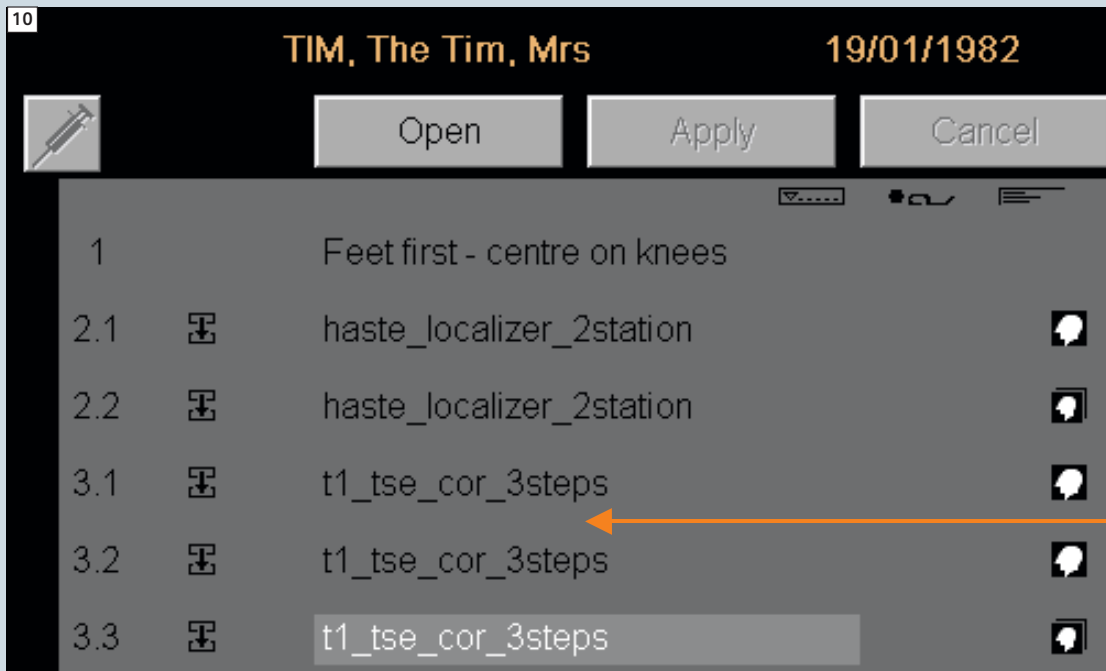 10
TIM, The Tim, Mrs 19/01/1982
Open Apply Cancel
1 Feet first - centre on knees
2.1 haste_localizer_2station
2.2 haste_localizer_2station
3.1 t1_tse_cor_3steps
3.2 t1_tse_cor_3steps
3.3 t1_tse_cor_3steps